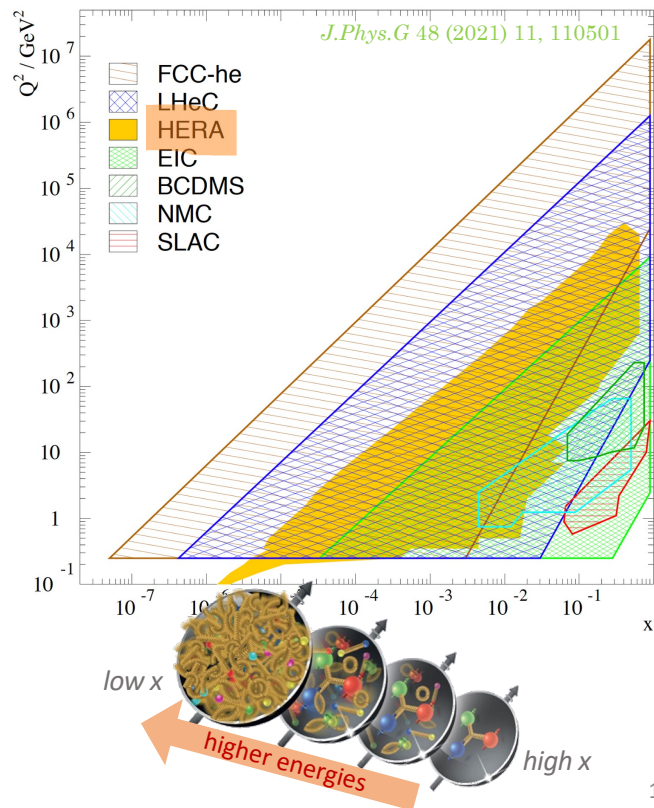 J.Phys.G 48 (2021) 11, 110501
Q² / GeV²
10⁷
10⁶
10⁵
10⁴
10³
10²
10
1
10⁻¹
FCC-he
LHeC
HERA
EIC
BCDMS
NMC
SLAC
10⁻⁷ 10⁻⁴ 10⁻³ 10⁻² 10⁻¹ x
low x
higher energies
high x
1